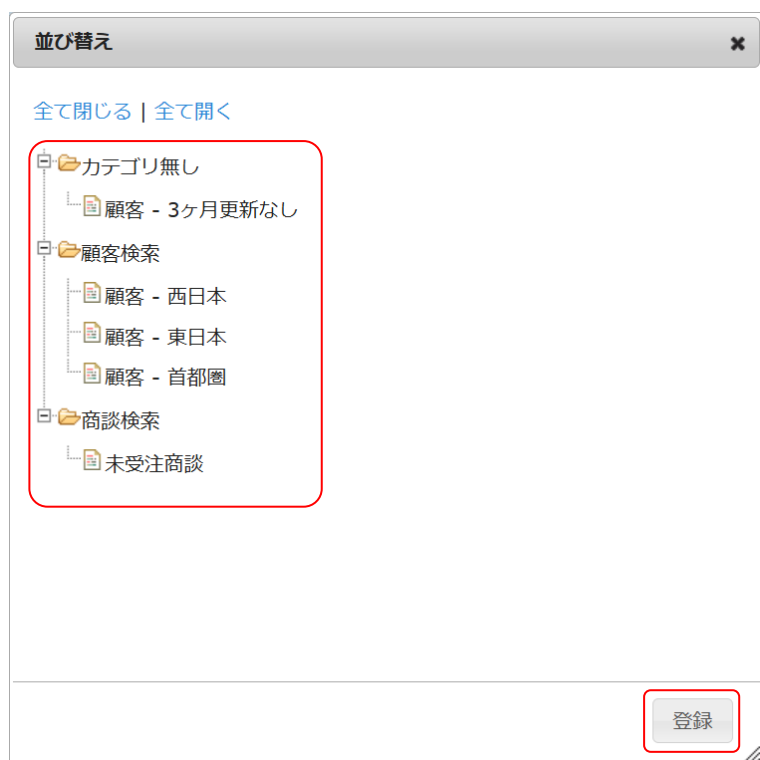 並び替え
全て閉じる | 全て開く
カテゴリ無し
顧客 - 3ヶ月更新なし
顧客検索
顧客 - 西日本
顧客 - 東日本
顧客 - 首都圏
商談検索
未受注商談
登録